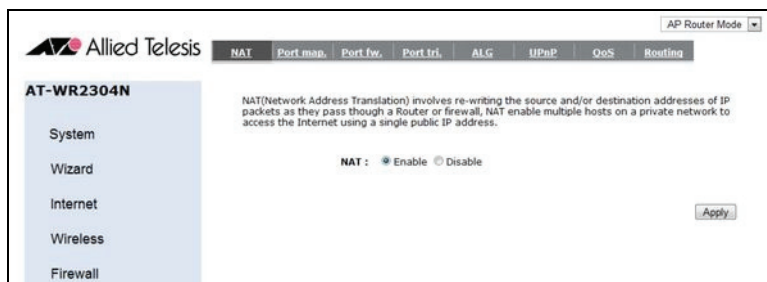 AP Router Mode
Allied Telesis
NAT Port map. Port fw. Port tri. ALG UPnP QoS Routing
AT-WR2304N
System
Wizard
Internet
Wireless
Firewall
NAT(Network Address Translation) involves re-writing the source and/or destination addresses of IP
packets as they pass though a Router or firewall, NAT enable multiple hosts on a private network to
access the Internet using a single public IP address.
NAT : Enable Disable
Apply